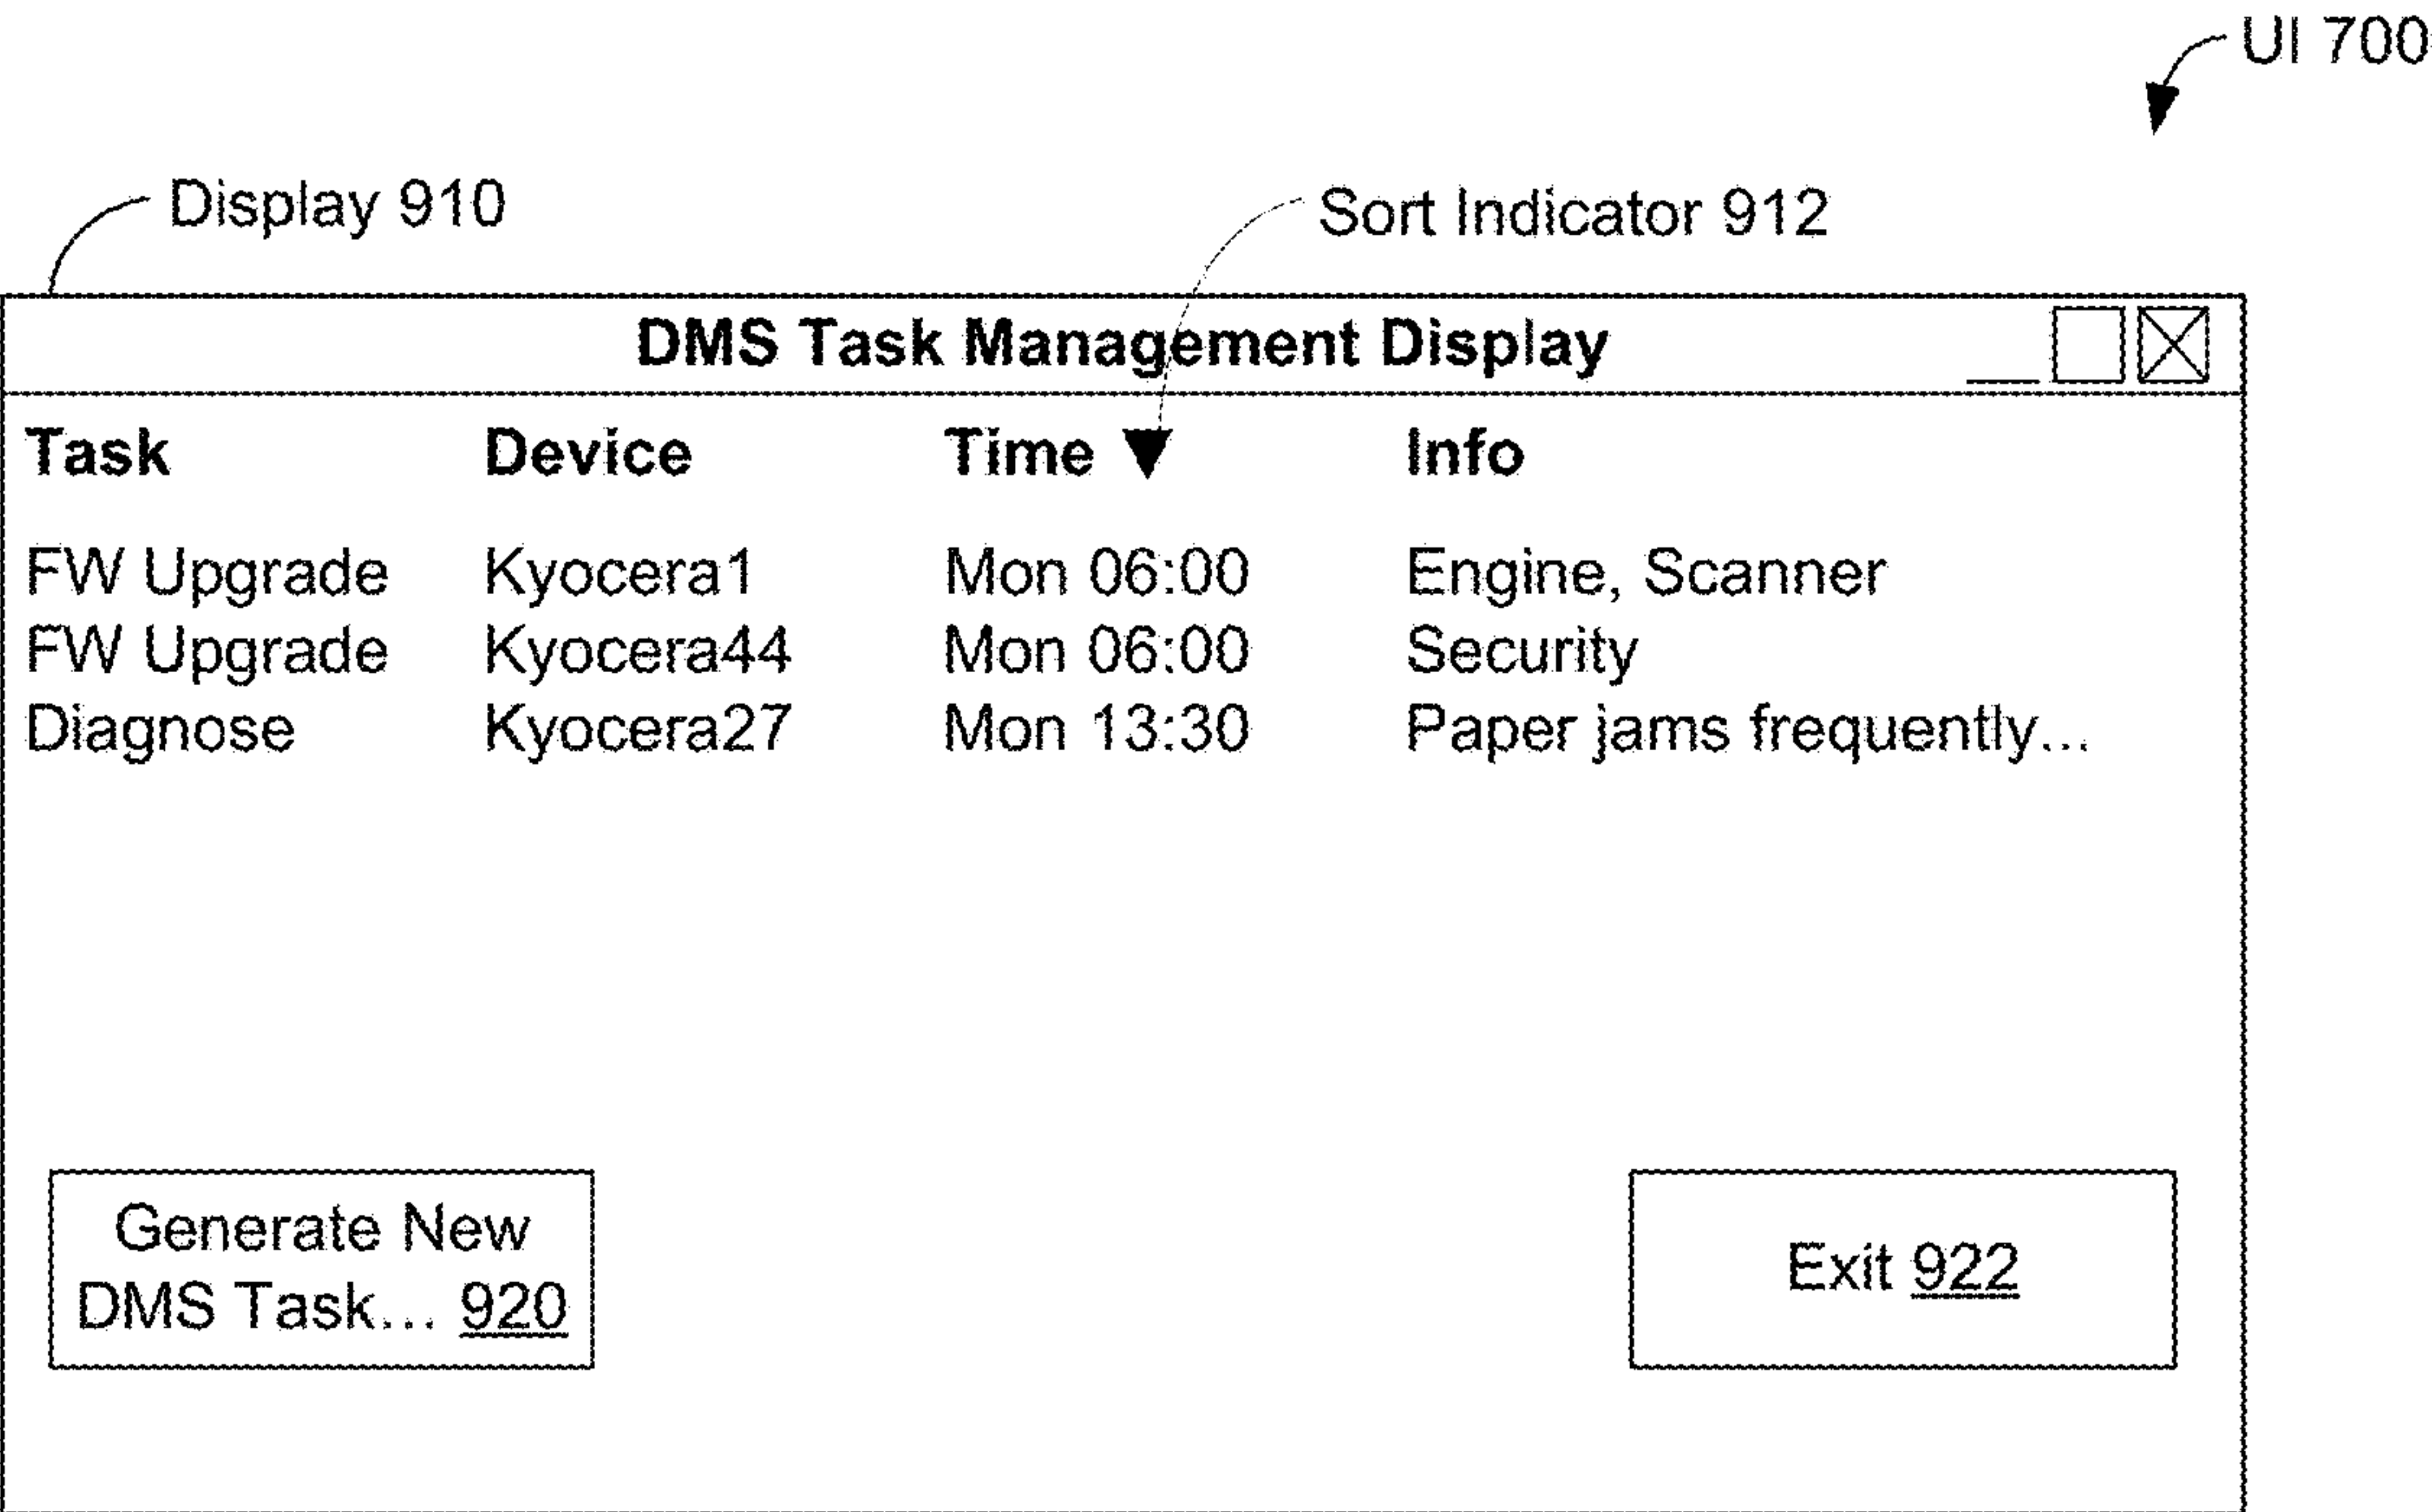 UI 700
Display 910
Sort Indicator 912
DMS Task Management Display
Task Device Time Info
FW Upgrade Kyocera1 Mon 06:00 Engine, Scanner
FW Upgrade Kyocera44 Mon 06:00 Security
Diagnose Kyocera27 Mon 13:30 Paper jams frequently...
Generate New
DMS Task... 920
Exit 922